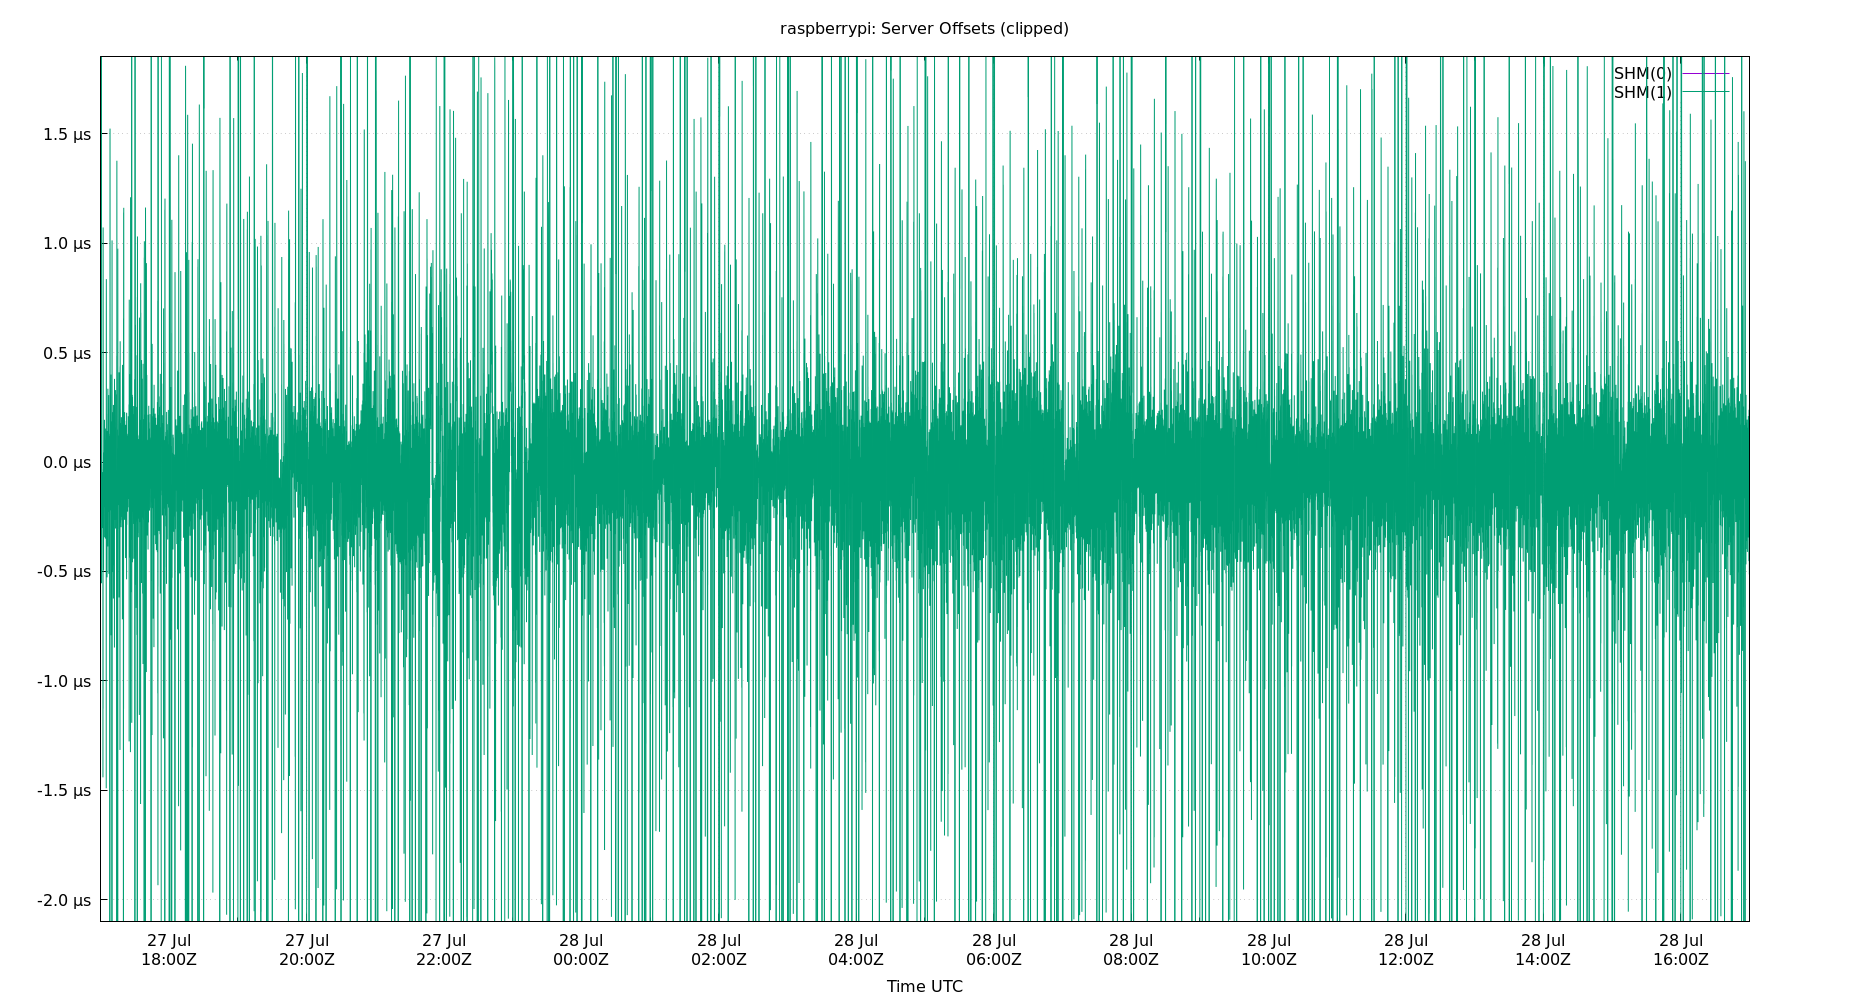 raspberrypi: Server Offsets (clipped)
SHM(0)
SHM(1)
1.5 µs
1.0 µs
0.5 µs
0.0 µs
-0.5 µs
-1.0 µs
-1.5 µs
-2.0 µs
27 Jul 27 Jul 27 Jul 28 Jul 28 Jul 28 Jul 28 Jul 28 Jul 28 Jul 28 Jul 28 Jul 28 Jul
18:00Z 20:00Z 22:00Z 00:00Z 02:00Z 04:00Z 06:00Z 08:00Z 10:00Z 12:00Z 14:00Z 16:00Z
Time UTC